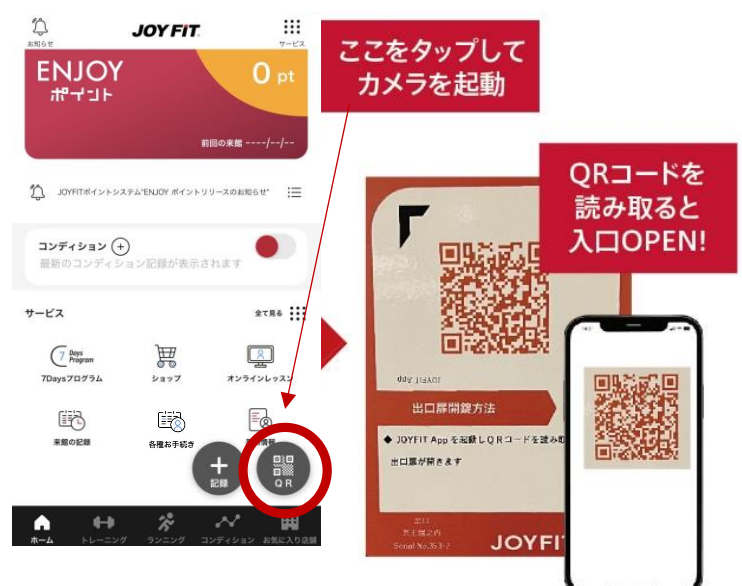 お知らせ
JOYFIT
サービス
ENJOY
ポイント
0 pt
前回の来館 ----/--/--
JOYFITポイントシステム"ENJOY ポイントリリースのお知らせ"
コンディション
最新のコンディション記録が表示されます
サービス
全て見る
7 Days Program
7Daysプログラム
ショップ
オンラインレッスン
来館の記録
各種お手続き
情報
記録
QR
ホーム
トレーニング
ランニング
コンディション
お気に入り店舗
ここをタップして
カメラを起動
QRコードを
読み取ると
入口OPEN!
JOYFIT App
出口扉開錠方法
◆ JOYFIT App を起動しQRコードを読み取
出口扉が開きます
出口
Serial No.353-2
JOYFI